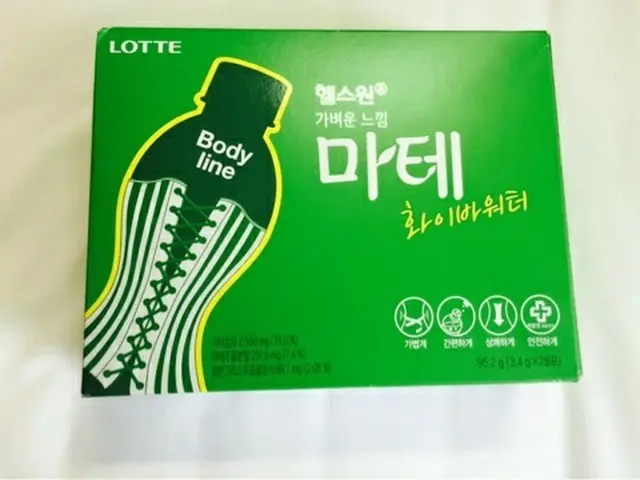 LOTTE
헬스원
가벼운 느낌
마테
화이바워터
Body
line
가볍게
간편하게
상쾌하게
안전하게
95.2 g (3.4 g×28포)